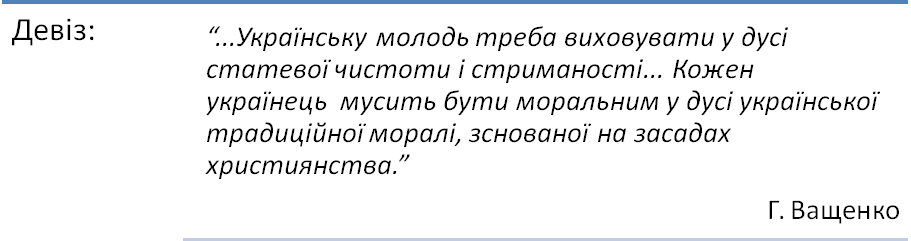 Девіз:
“...Українську молодь треба виховувати у дусі
статевої чистоти і стриманості... Кожен
українець мусить бути моральним у дусі української
традиційної моралі, зснованої на засадах
християнства.”
Г. Ващенко